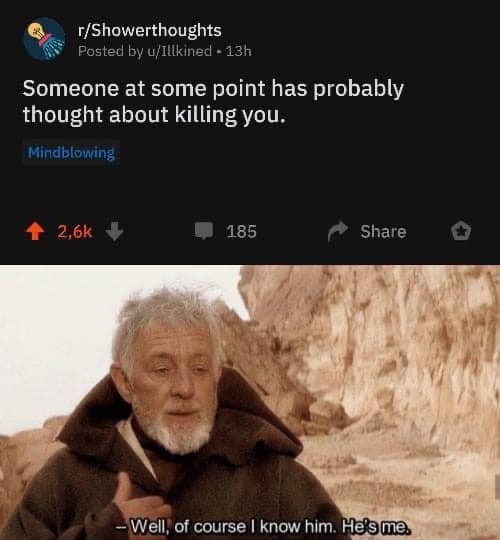 r/Showerthoughts
Posted by u/Illkined • 13h
Someone at some point has probably
thought about killing you.
Mindblowing
2,6k
185
Share
– Well, of course I know him. He's me.